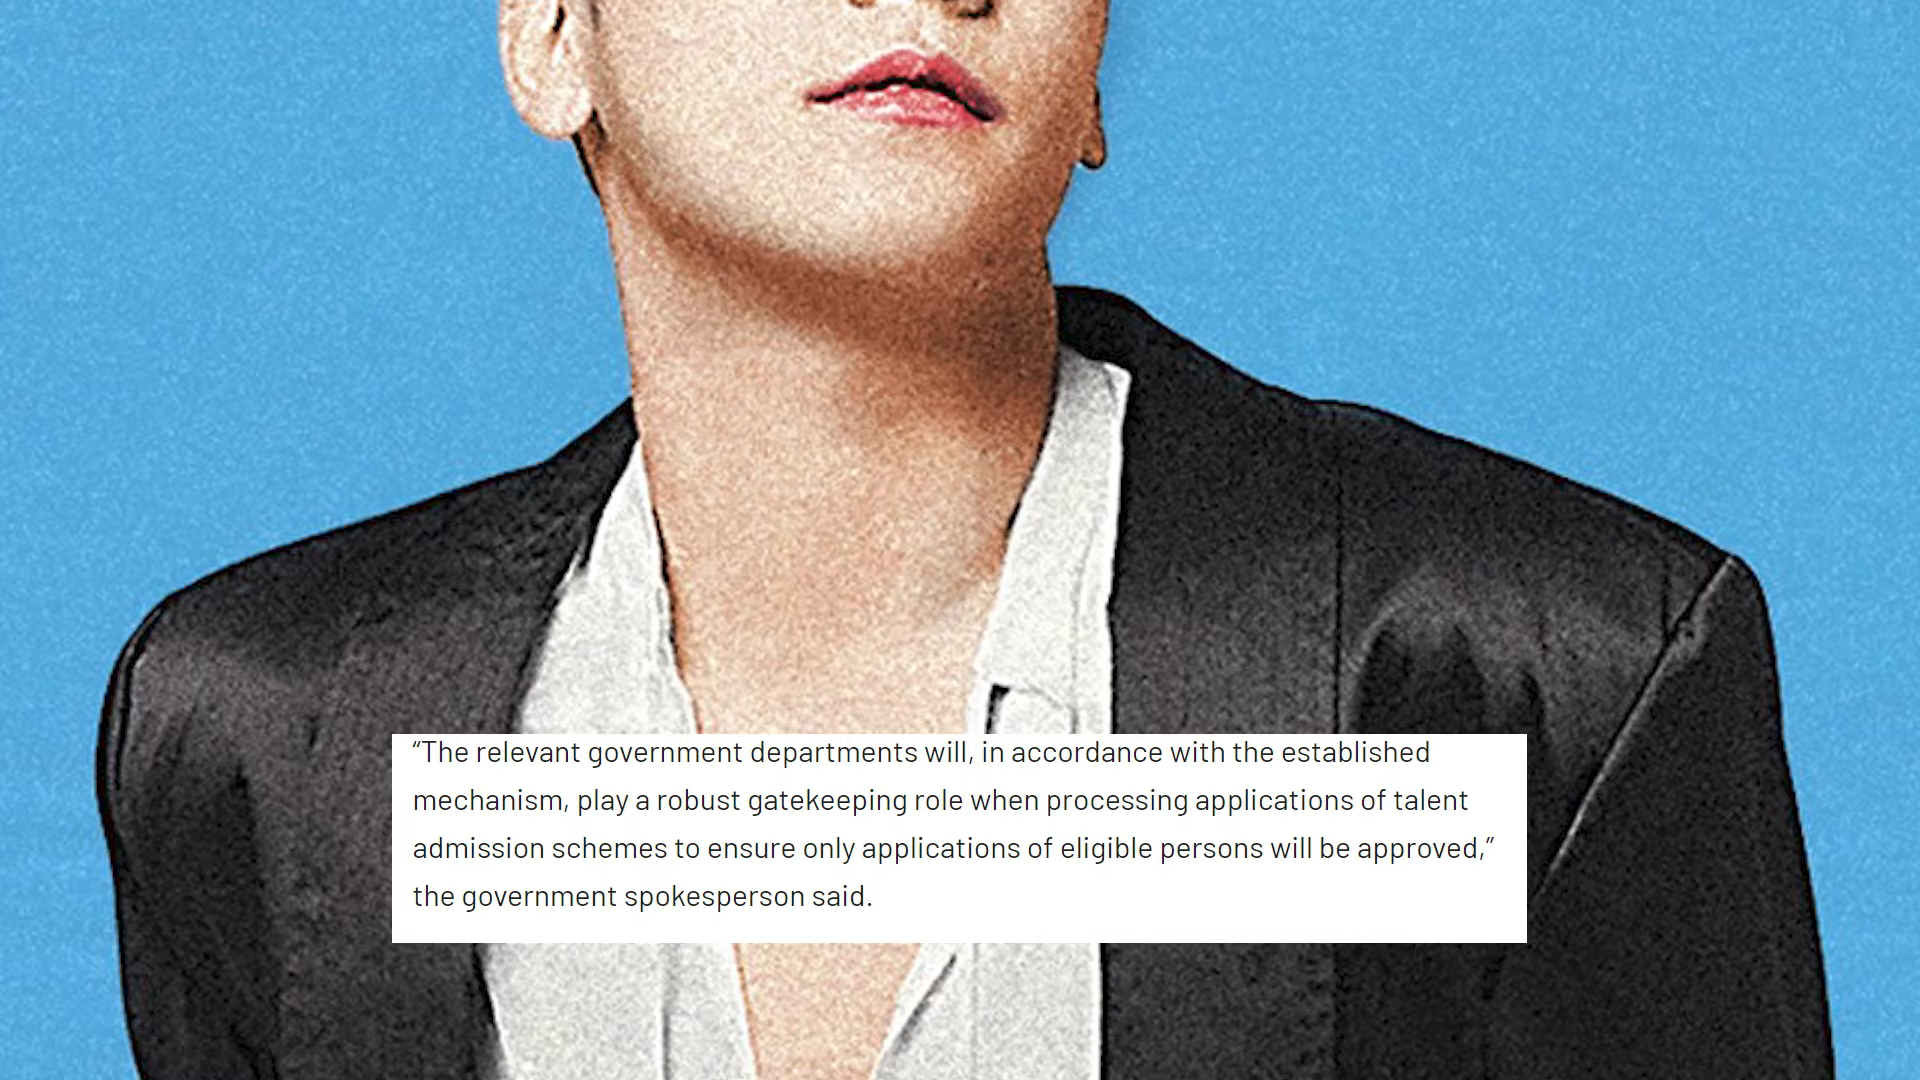 “The relevant government departments will, in accordance with the established
mechanism, play a robust gatekeeping role when processing applications of talent
admission schemes to ensure only applications of eligible persons will be approved,”
the government spokesperson said.